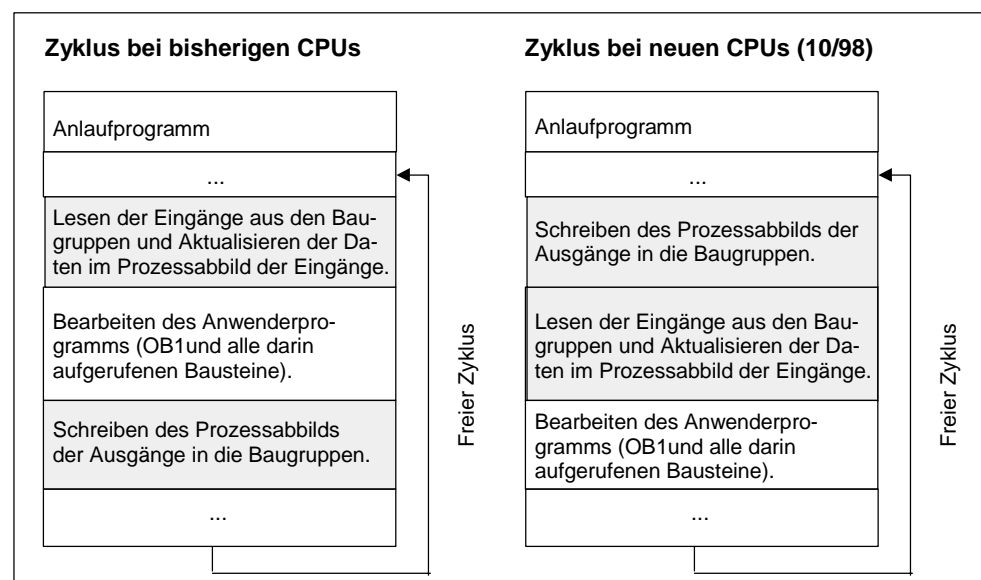 Zyklus bei bisherigen CPUs
Anlaufprogramm
...
Lesen der Eingänge aus den Bau-
gruppen und Aktualisieren der Da-
ten im Prozessabbild der Eingänge.
Bearbeiten des Anwenderpro-
gramms (OB1und alle darin
aufgerufenen Bausteine).
Schreiben des Prozessabbilds
der Ausgänge in die Baugruppen.
...
Freier Zyklus
Zyklus bei neuen CPUs (10/98)
Anlaufprogramm
...
Schreiben des Prozessabbilds der
Ausgänge in die Baugruppen.
Lesen der Eingänge aus den Bau-
gruppen und Aktualisieren der Da-
ten im Prozessabbild der Eingänge.
Bearbeiten des Anwenderpro-
gramms (OB1und alle darin
aufgerufenen Bausteine).
...
Freier Zyklus